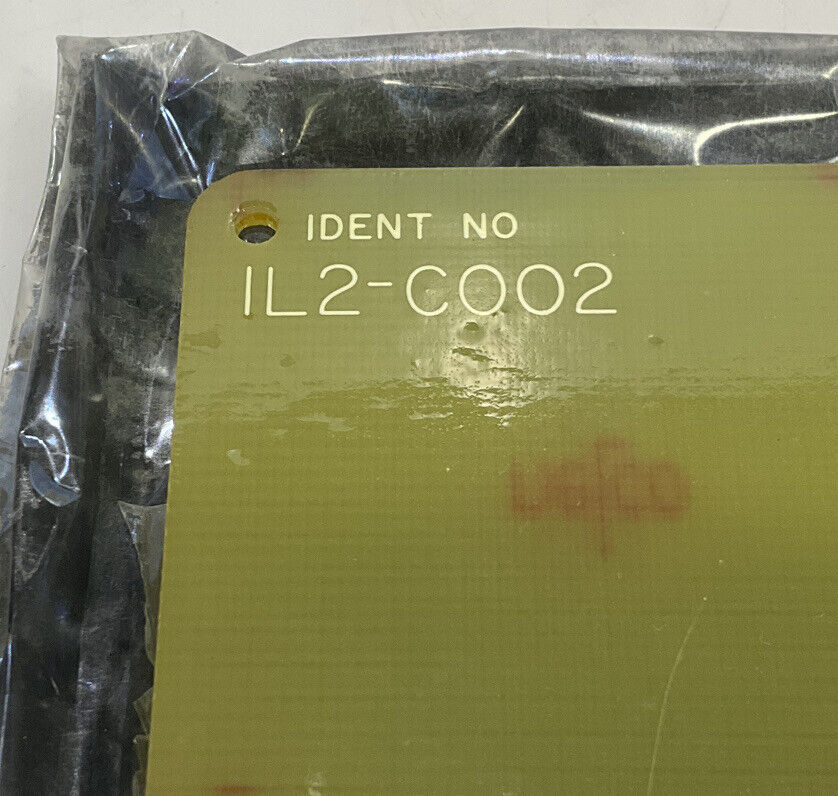 IDENT NO
IL2-C002